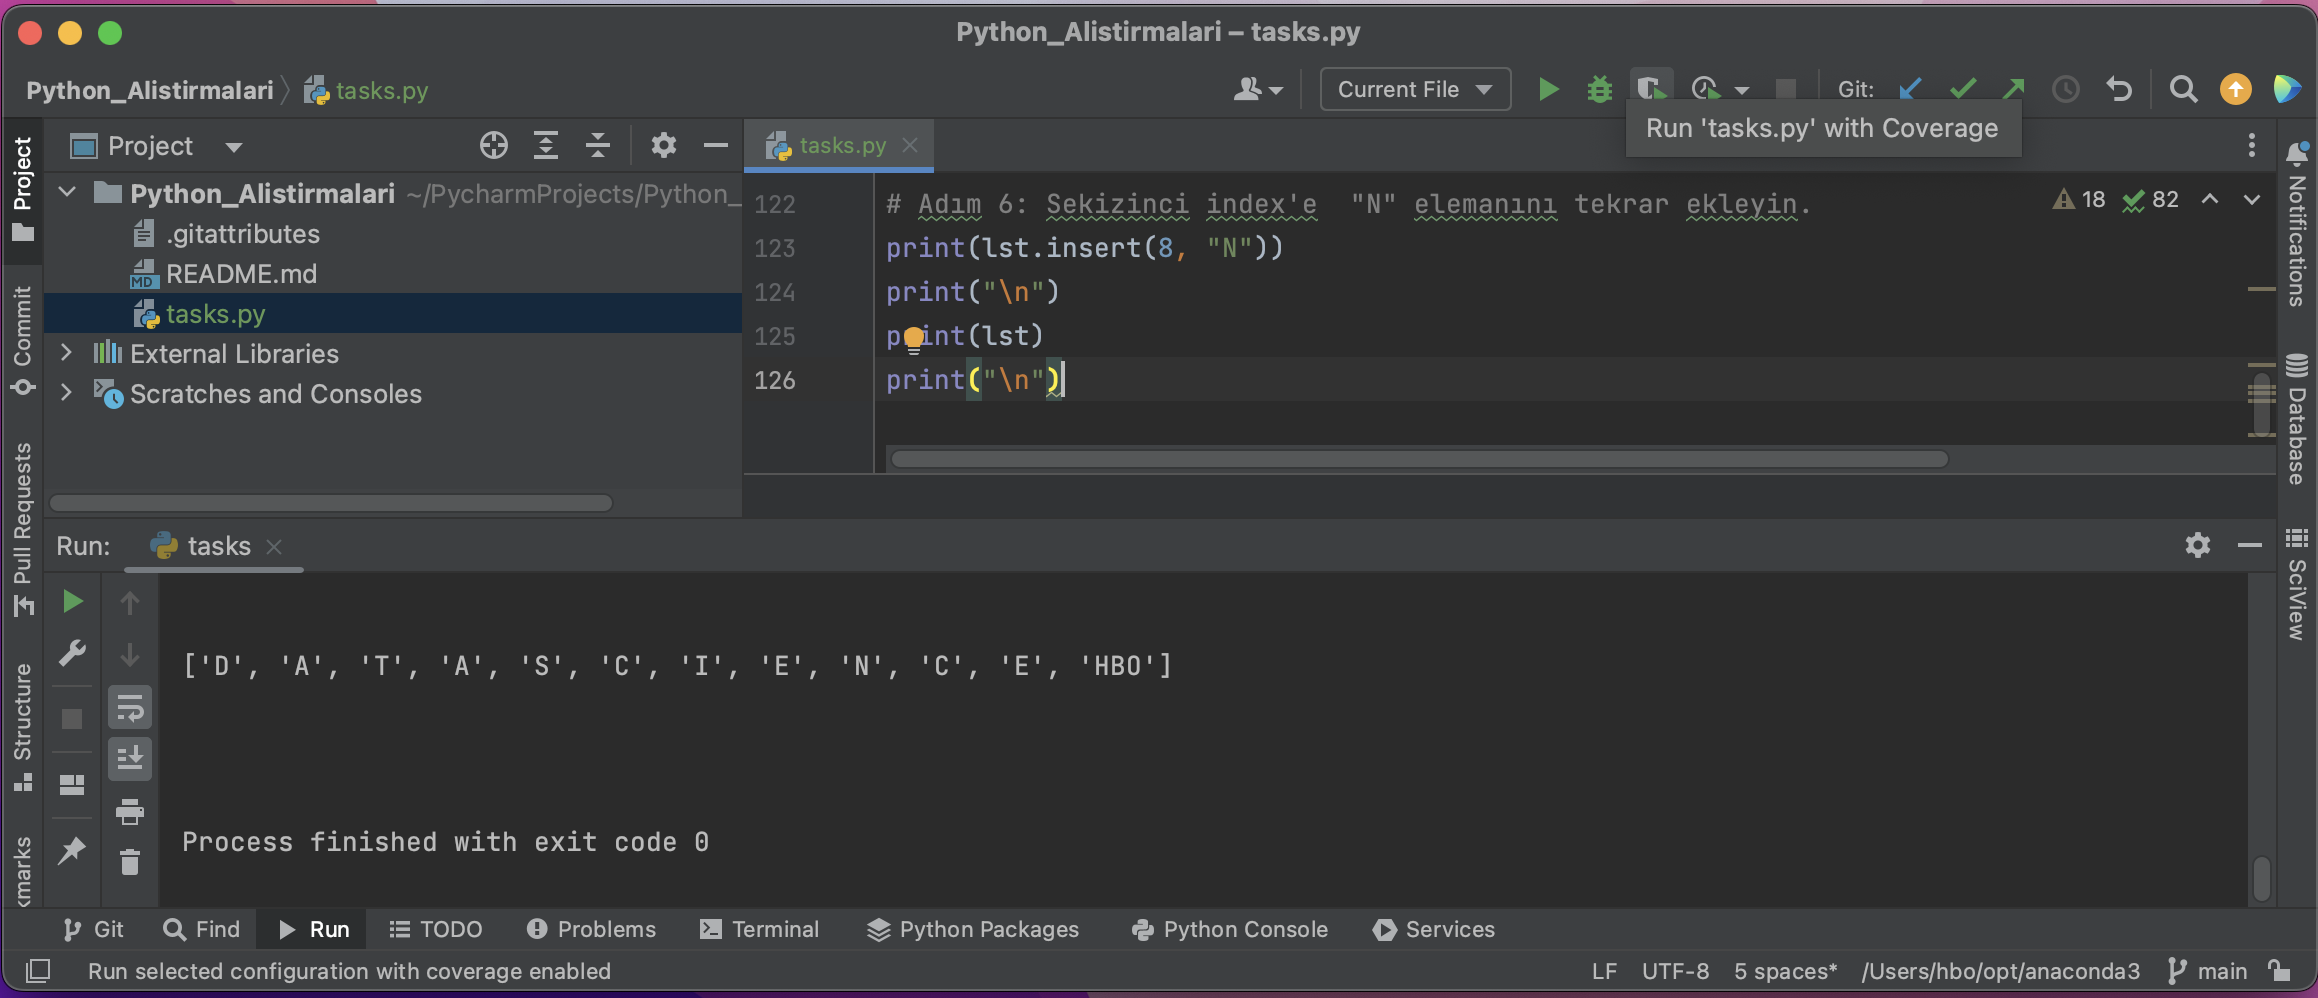 Python_Alistirmalari – tasks.py
Python_Alistirmalari tasks.py
Current File
Git:
Run 'tasks.py' with Coverage
Project
Commit
Pull Requests
Structure
kmarks
Project
Python_Alistirmalari ~/PycharmProjects/Python_
.gitattributes
README.md
tasks.py
External Libraries
Scratches and Consoles
tasks.py
18 82
122 # Adım 6: Sekizinci index'e  "N" elemanını tekrar ekleyin.
123 print(lst.insert(8, "N"))
124 print("\n")
125 print(lst)
126 print("\n")
Notifications
Database
SciView
Run: tasks
['D', 'A', 'T', 'A', 'S', 'C', 'I', 'E', 'N', 'C', 'E', 'HBO']
Process finished with exit code 0
Git Find Run TODO Problems Terminal Python Packages Python Console Services
Run selected configuration with coverage enabled
LF UTF-8 5 spaces* /Users/hbo/opt/anaconda3 main